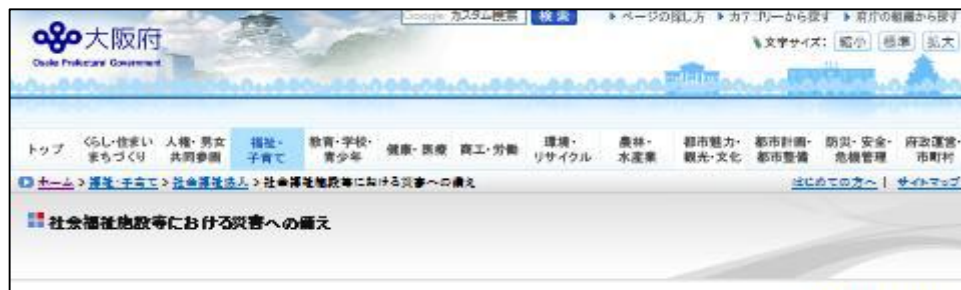 カスタム検索 検索 ▶ページの探し方 ▶カテゴリーから探す ▶府庁の組織から探す
大阪府
Osaka Prefectural Government
文字サイズ: 縮小 標準 拡大
トップ くらし・住まい まちづくり 人権・男女 共同参画 福祉・子育て 教育・学校・青少年 健康・医療 商工・労働 環境・リサイクル 農林・水産業 都市魅力・観光・文化 都市計画・都市整備 防災・安全・危機管理 府政運営・市町村
ホーム > 福祉・子育て > 社会福祉法人 > 社会福祉施設等における災害への備え はじめての方へ | サイトマップ
社会福祉施設等における災害への備え